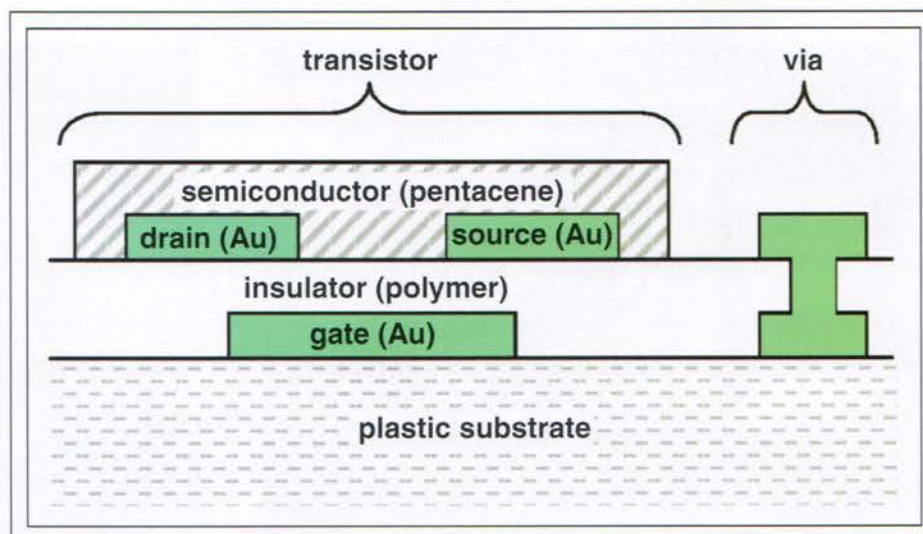 transistor
via
semiconductor (pentacene)
drain (Au)
source (Au)
insulator (polymer)
gate (Au)
plastic substrate